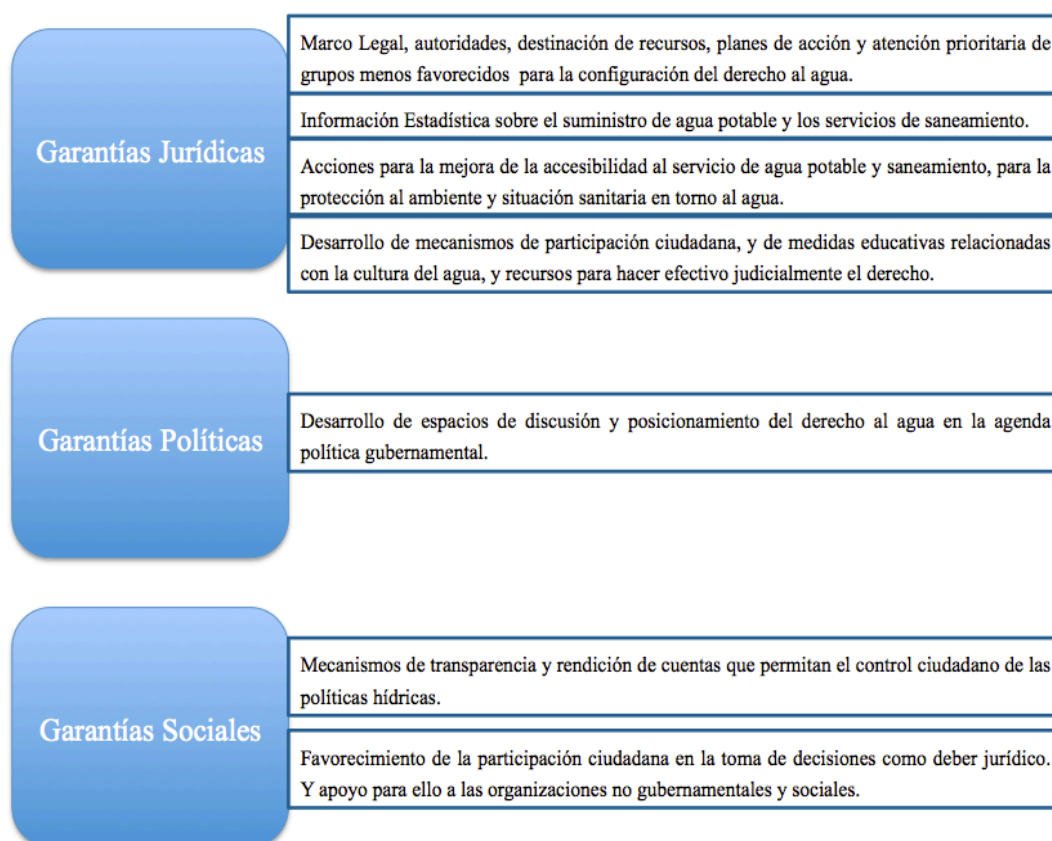 Garantías Jurídicas
Marco Legal, autoridades, destinación de recursos, planes de acción y atención prioritaria de
grupos menos favorecidos para la configuración del derecho al agua.
Información Estadística sobre el suministro de agua potable y los servicios de saneamiento.
Acciones para la mejora de la accesibilidad al servicio de agua potable y saneamiento, para la
protección al ambiente y situación sanitaria en torno al agua.
Desarrollo de mecanismos de participación ciudadana, y de medidas educativas relacionadas
con la cultura del agua, y recursos para hacer efectivo judicialmente el derecho.
Garantías Políticas
Desarrollo de espacios de discusión y posicionamiento del derecho al agua en la agenda
política gubernamental.
Garantías Sociales
Mecanismos de transparencia y rendición de cuentas que permitan el control ciudadano de las
políticas hídricas.
Favorecimiento de la participación ciudadana en la toma de decisiones como deber jurídico.
Y apoyo para ello a las organizaciones no gubernamentales y sociales.